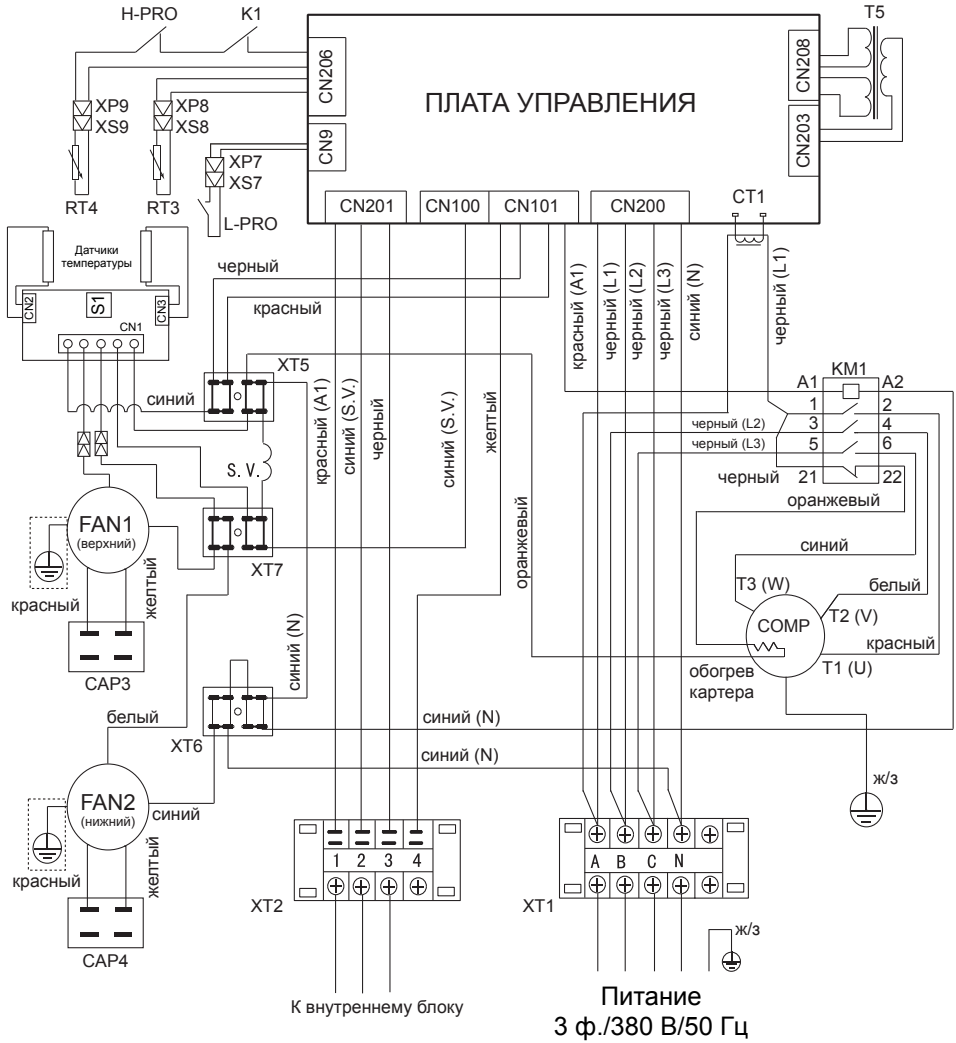 H-PRO
K1
T5
CN206
CN208
ПЛАТА УПРАВЛЕНИЯ
XP9
XS9
XP8
XS8
CN9
CN203
XP7
XS7
RT4
RT3
L-PRO
CN201
CN100
CN101
CN200
CT1
Датчики
температуры
CN2
S1
CN3
CN1
черный
красный
красный (A1)
черный (L1)
черный (L2)
черный (L3)
синий (N)
черный (L1)
XT5
синий
S.V.
красный (A1)
синий (S.V.)
черный
синий (S.V.)
желтый
KM1
A1
A2
1
2
черный (L2)
3
4
черный (L3)
5
6
черный
21
22
оранжевый
оранжевый
синий
FAN1
(верхний)
XT7
красный
желтый
CAP3
T3 (W)
белый
COMP
T2 (V)
красный
T1 (U)
обогрев
картера
синий (N)
белый
XT6
синий (N)
синий (N)
ж/з
FAN2
(нижний)
синий
красный
желтый
CAP4
1 2 3 4
XT2
A B C N
XT1
ж/з
К внутреннему блоку
Питание
3 ф./380 В/50 Гц